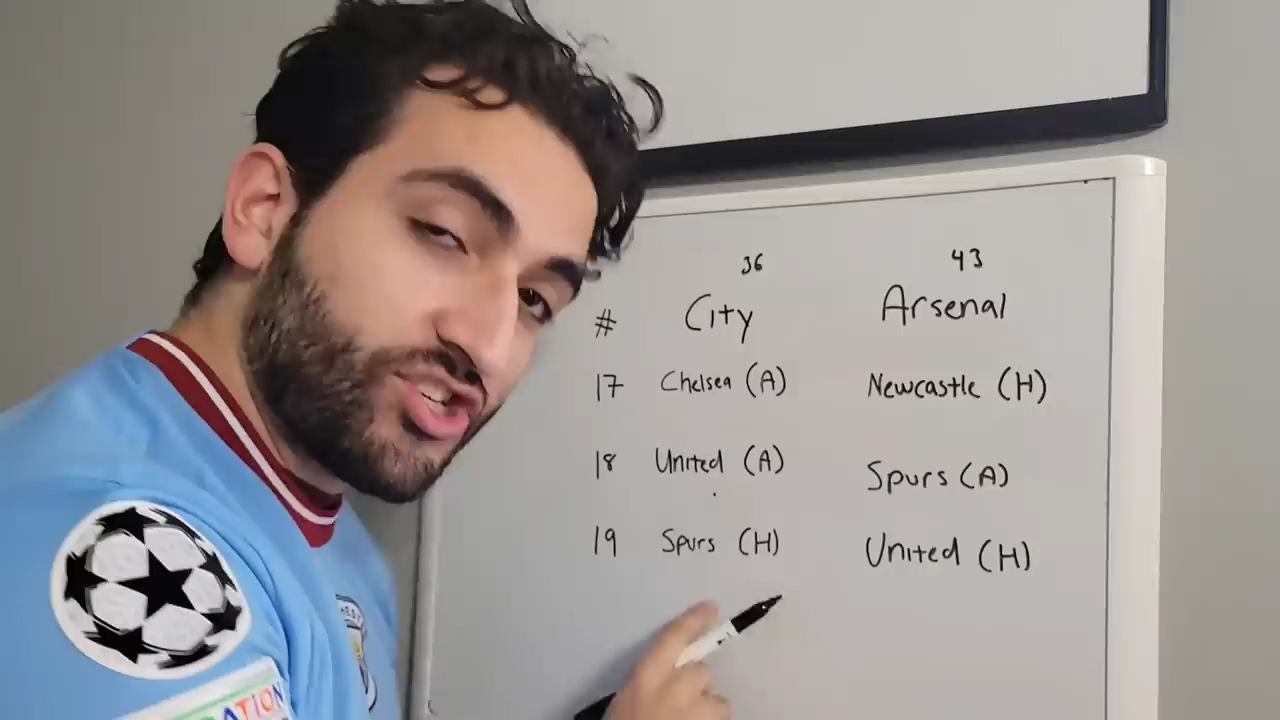 36 43
# City Arsenal
17 Chelsea (A) Newcastle (H)
18 United (A) Spurs (A)
19 Spurs (H) United (H)